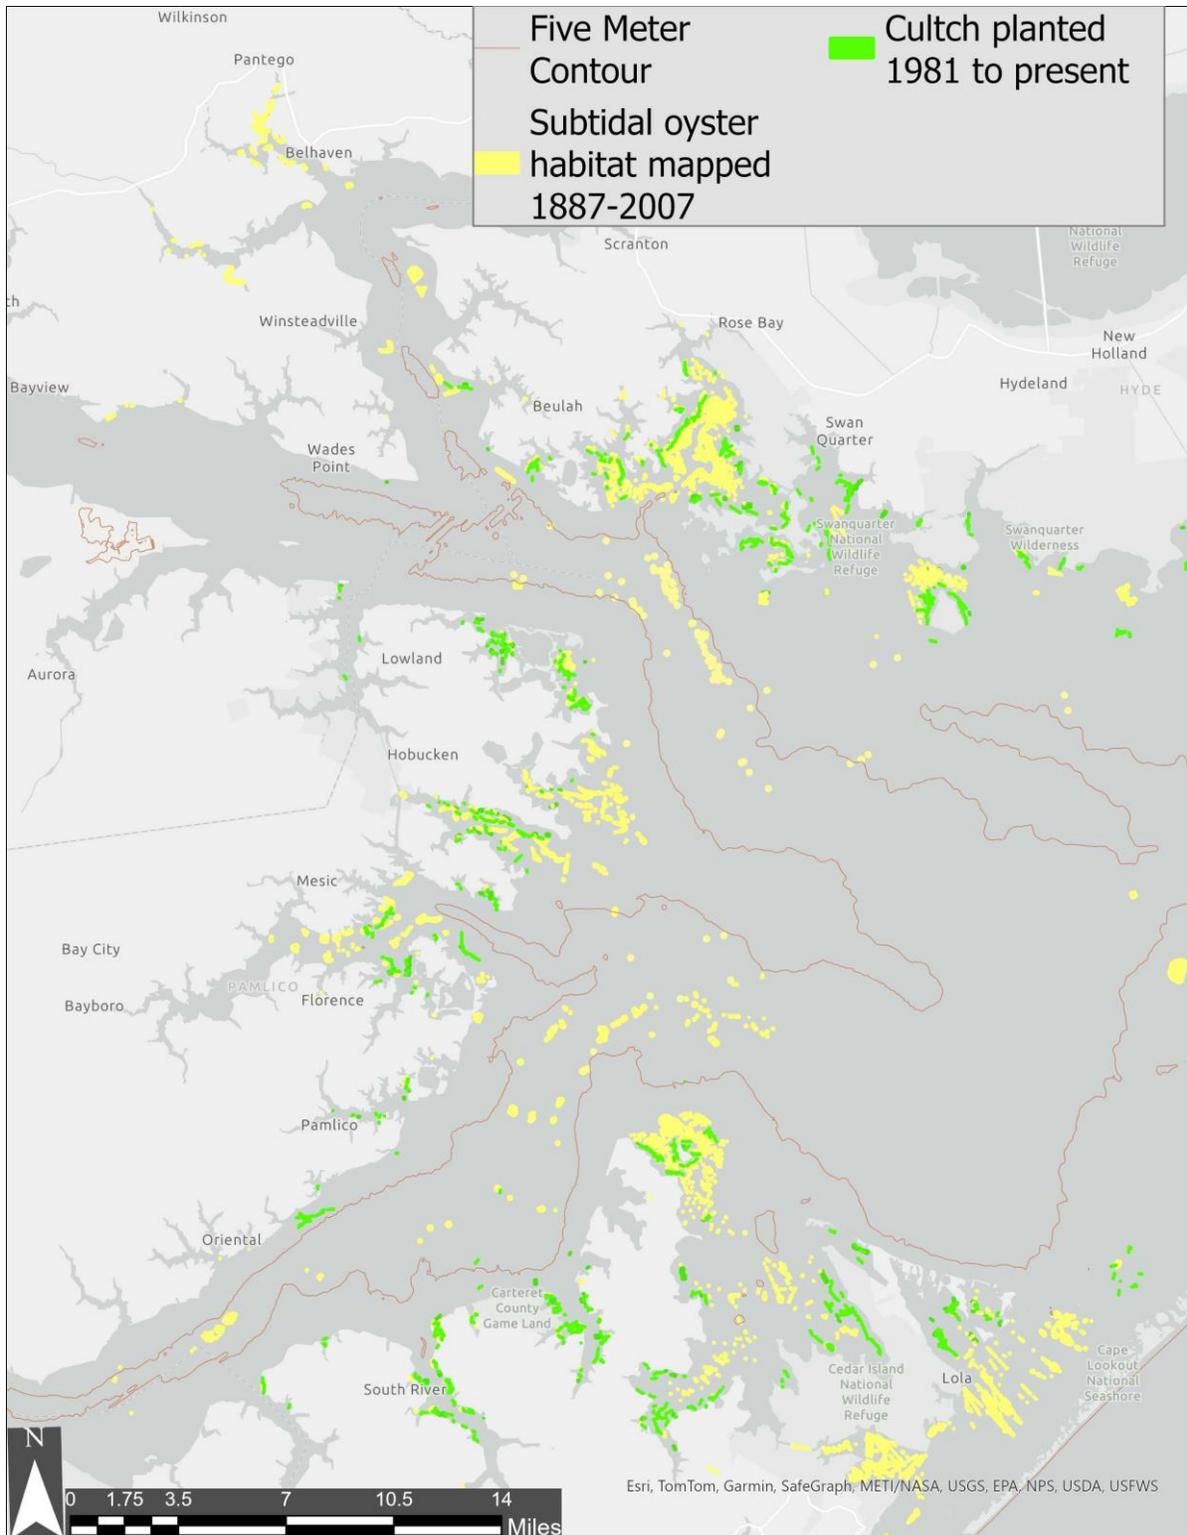 Wilkinson
Five Meter
Contour
Cultch planted
1981 to present
Pantego
Subtidal oyster
habitat mapped
1887-2007
Belhaven
Scranton
National
Wildlife
Refuge
th
Winsteadville
Rose Bay
New
Holland
Bayview
Hydeland
HYDE
Beulah
Swan
Quarter
Wades
Point
Swanquarter
National
Wildlife
Refuge
Swanquarter
Wilderness
Lowland
Aurora
Hobucken
Mesic
Bay City
PAMLICO
Florence
Bayboro
Pamlico
Oriental
Carteret
County
Game Land
South River
Cedar Island
National
Wildlife
Refuge
Lola
Cape
Lookout
National
Seashore
N
Esri, TomTom, Garmin, SafeGraph, METI/NASA, USGS, EPA, NPS, USDA, USFWS
0 1.75 3.5 7 10.5 14
Miles